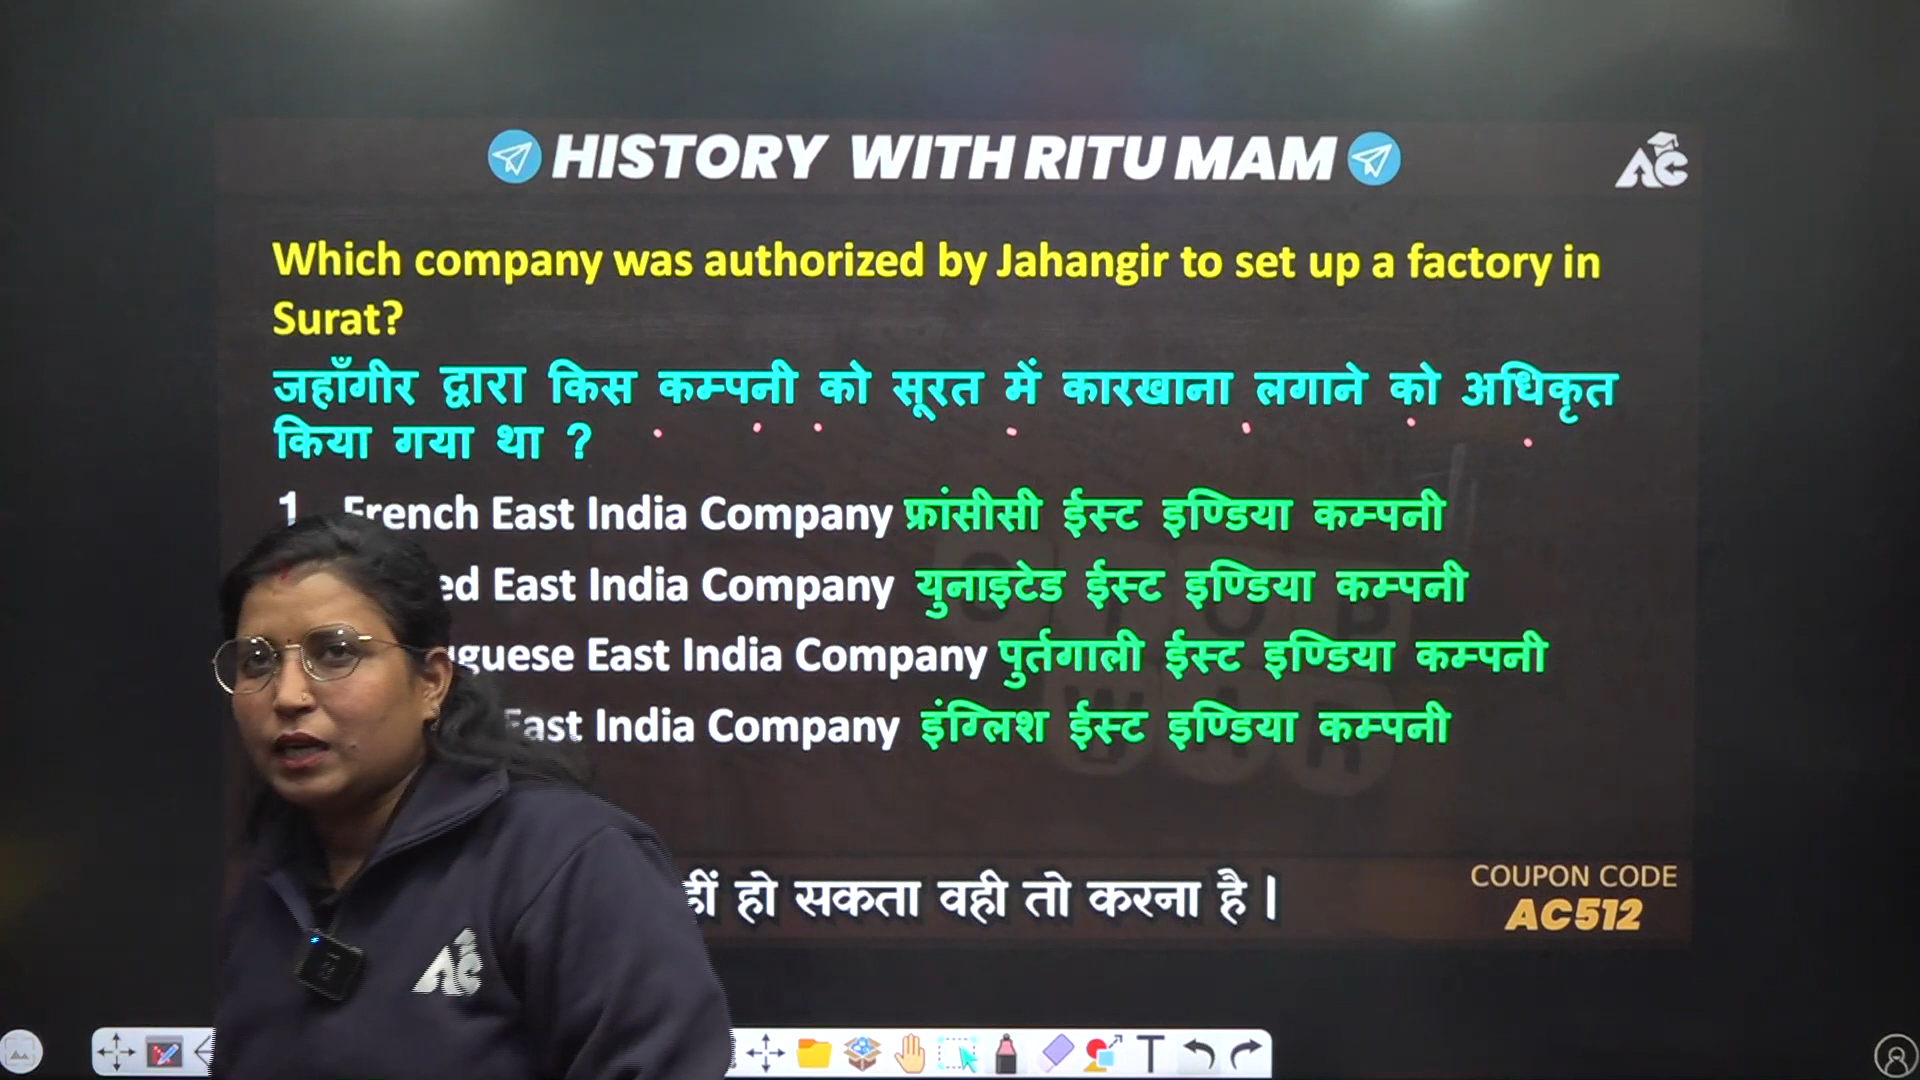 HISTORY WITH RITU MAM
AC
Which company was authorized by Jahangir to set up a factory in
Surat?
जहाँगीर द्वारा किस कम्पनी को सूरत में कारखाना लगाने को अधिकृत
किया गया था ?
1. French East India Company फ्रांसीसी ईस्ट इण्डिया कम्पनी
East India Company युनाइटेड ईस्ट इण्डिया कम्पनी
East India Company पुर्तगाली ईस्ट इण्डिया कम्पनी
East India Company इंग्लिश ईस्ट इण्डिया कम्पनी
हो सकता वही तो करना है ।
COUPON CODE
AC512
AC
T